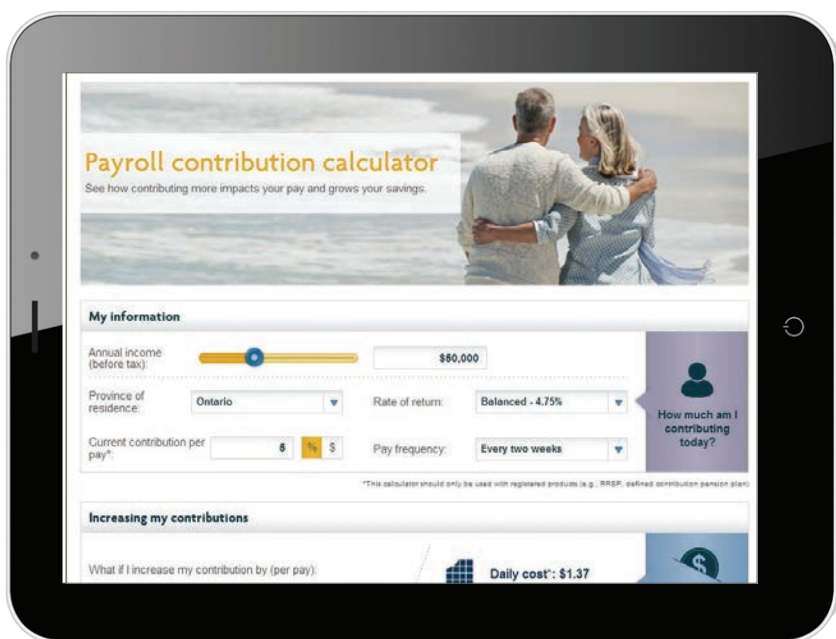 Payroll contribution calculator
See how contributing more impacts your pay and grows your savings.
My information
Annual income
(before tax):
$50,000
Province of
residence:
Ontario
Rate of return:
Balanced - 4.75%
Current contribution per
pay*:
5
% $
Pay frequency:
Every two weeks
How much am I
contributing
today?
*This calculator should only be used with registered products (e.g., RRSP, defined contribution pension plan)
Increasing my contributions
What if I increase my contribution by (per pay):
Daily cost*: $1.37
$